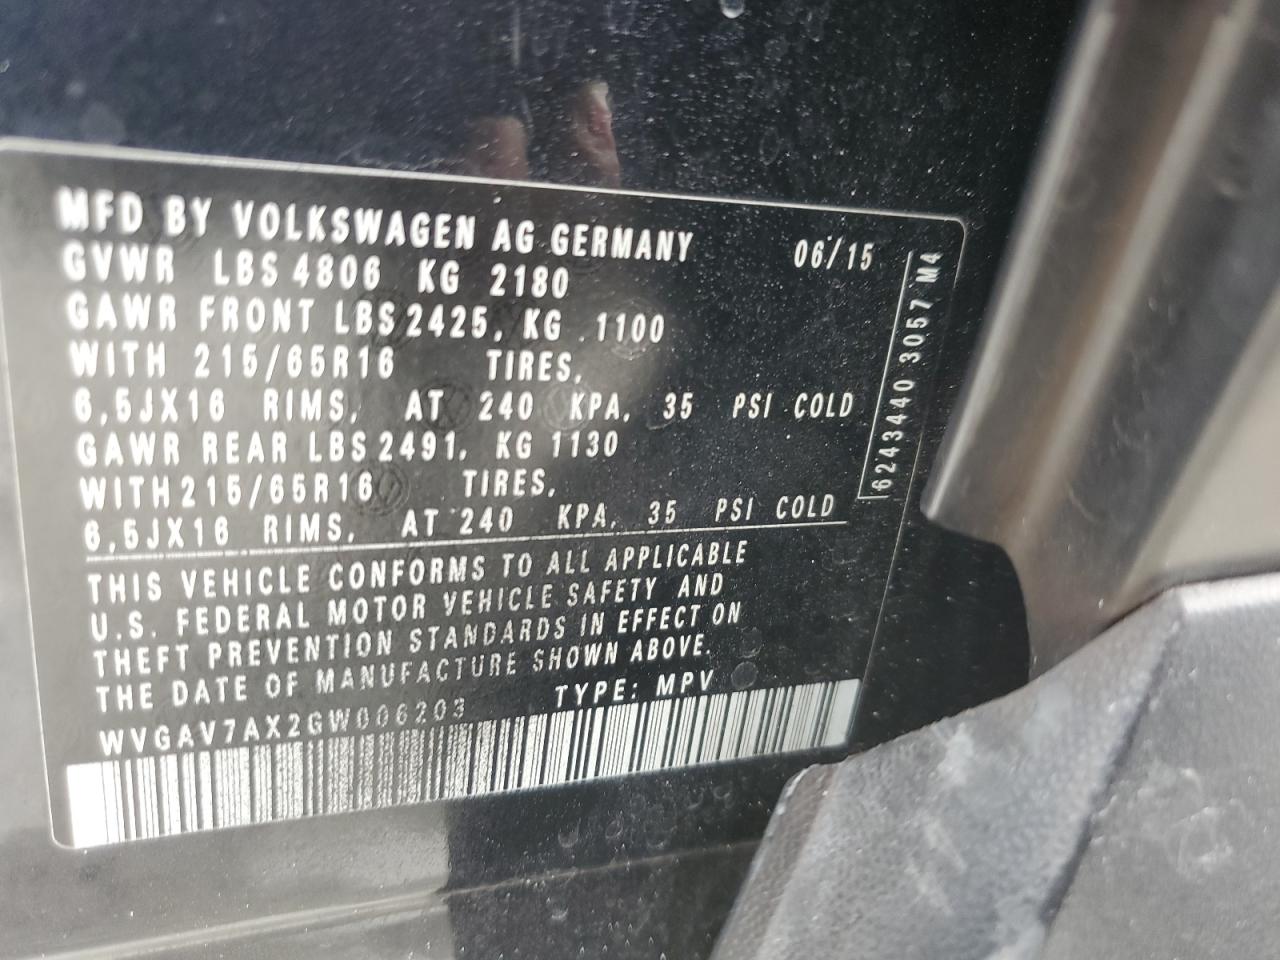 MFD BY VOLKSWAGEN AG GERMANY 06/15
GVWR LBS 4806 KG 2180
GAWR FRONT LBS 2425, KG 1100
WITH 215/65R16 TIRES,
6,5JX16 RIMS, AT 240 KPA, 35 PSI COLD
GAWR REAR LBS 2491, KG 1130
WITH 215/65R16 TIRES,
6,5JX16 RIMS, AT 240 KPA, 35 PSI COLD
THIS VEHICLE CONFORMS TO ALL APPLICABLE
U.S. FEDERAL MOTOR VEHICLE SAFETY AND
THEFT PREVENTION STANDARDS IN EFFECT ON
THE DATE OF MANUFACTURE SHOWN ABOVE.
WVGAV7AX2GW006203 TYPE: MPV
6243440 3057 M4